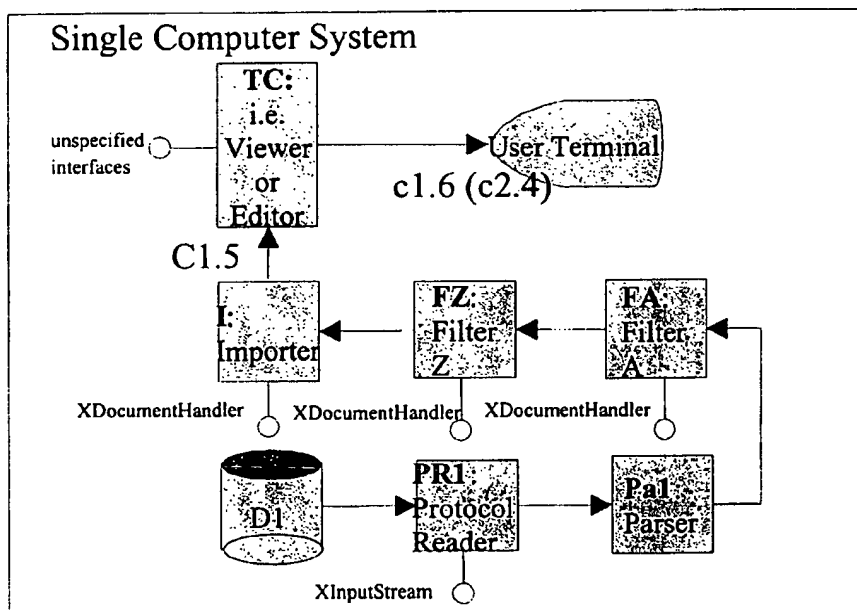 Single Computer System
TC:
i.e.
Viewer
or
Editor
unspecified
interfaces
User Terminal
c1.6 (c2.4)
C1.5
I:
Importer
FZ:
Filter
Z
FA:
Filter
A
XDocumentHandler
XDocumentHandler
XDocumentHandler
D1
PR1:
Protocol
Reader
Pa1
Parser
XInputStream